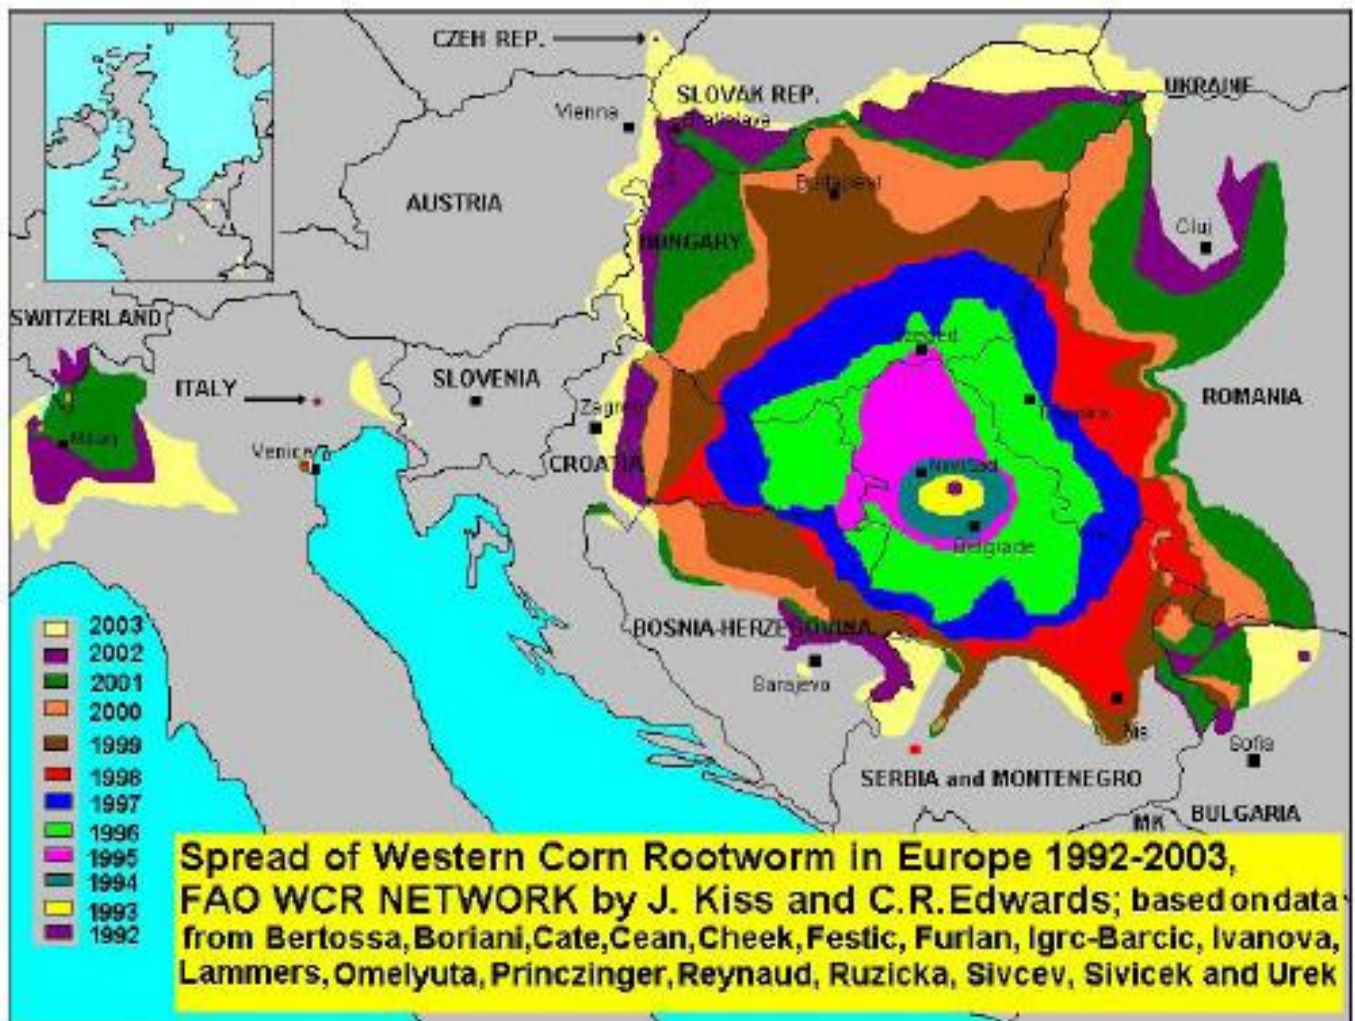 CZEH REP.
UKRAINE
SLOVAK REP.
Vienna
Bratislava
AUSTRIA
Budapest
Cluj
HUNGARY
SWITZERLAND
Szeged
ITALY
SLOVENIA
ROMANIA
Zagreb
Milan
Venice
CROATIA
Novi Sad
Belgrade
BOSNIA-HERZEGOVINA
Sarajevo
Nis
Sofia
SERBIA and MONTENEGRO
MK
BULGARIA
2003
2002
2001
2000
1999
1998
1997
1996
1995
1994
1993
1992
Spread of Western Corn Rootworm in Europe 1992-2003,
FAO WCR NETWORK by J. Kiss and C.R.Edwards; based on data
from Bertossa, Boriani,Cate,Cean,Cheek, Festic, Furlan, Igrc-Barcic, Ivanova,
Lammers, Omelyuta, Princzinger, Reynaud, Ruzicka, Sivcev, Sivicek and Urek